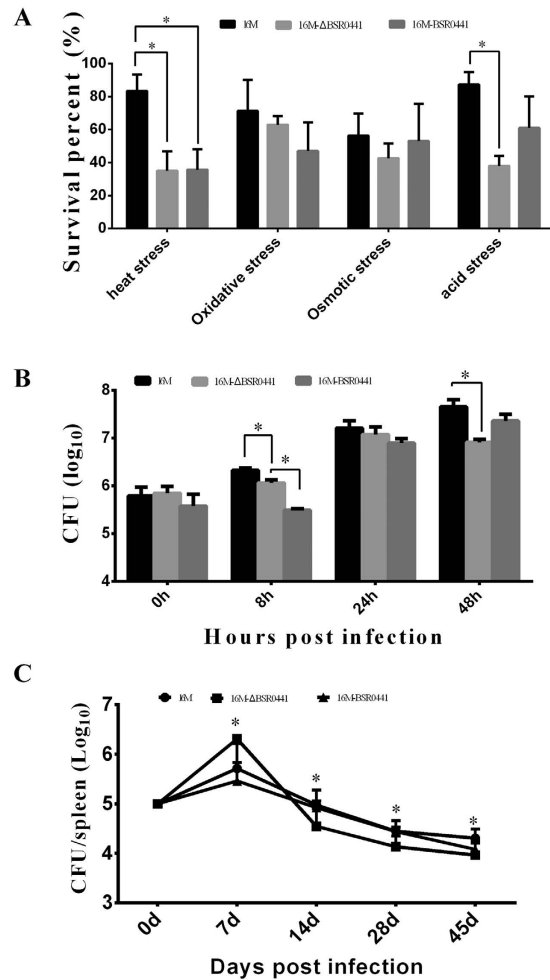 A
16M 16M-ΔBSR0441 16M-BSR0441
Survival percent (%)
100
80
60
40
20
0
* * *
heat stress
Oxidative stress
Osmotic stress
acid stress
B
16M 16M-ΔBSR0441 16M-BSR0441
CFU (log10)
8
7
6
5
4
* * *
0h
8h
24h
48h
Hours post infection
C
16M 16M-ΔBSR0441 16M-BSR0441
CFU/spleen (Log10)
7
6
5
4
3
* * * *
0d
7d
14d
28d
45d
Days post infection